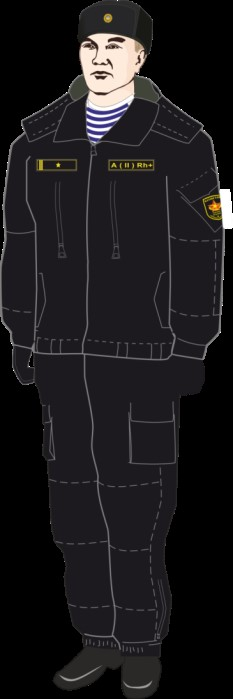 A ( II ) Rh+